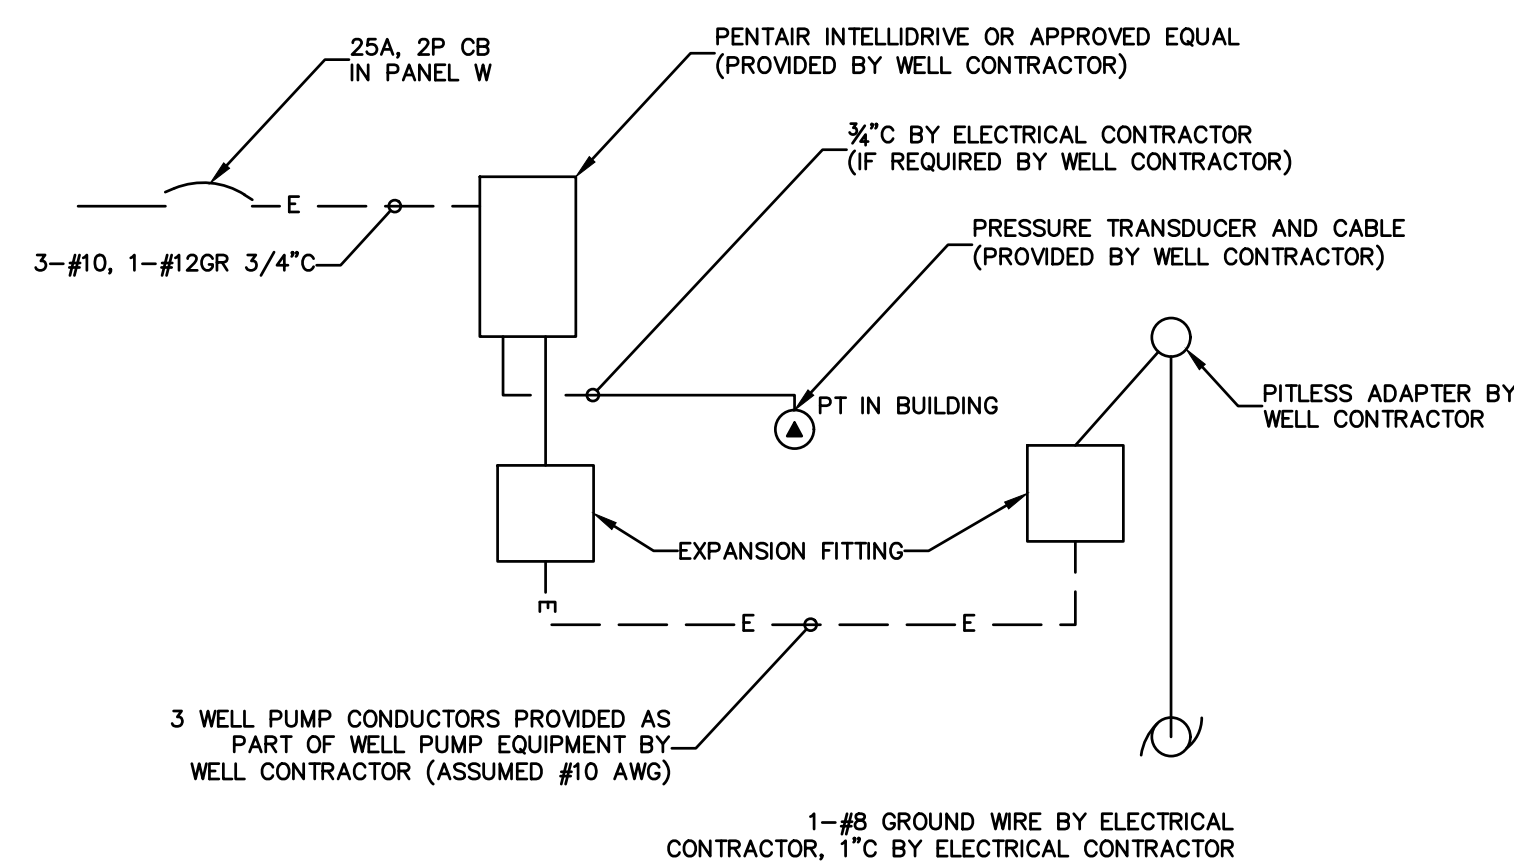 25A, 2P CB
IN PANEL W
PENTAIR INTELLIDRIVE OR APPROVED EQUAL
(PROVIDED BY WELL CONTRACTOR)
¾"C BY ELECTRICAL CONTRACTOR
(IF REQUIRED BY WELL CONTRACTOR)
E
3-#10, 1-#12GR 3/4"C
PRESSURE TRANSDUCER AND CABLE
(PROVIDED BY WELL CONTRACTOR)
PT IN BUILDING
PITLESS ADAPTER BY
WELL CONTRACTOR
EXPANSION FITTING
E
E
E
3 WELL PUMP CONDUCTORS PROVIDED AS
PART OF WELL PUMP EQUIPMENT BY
WELL CONTRACTOR (ASSUMED #10 AWG)
1-#8 GROUND WIRE BY ELECTRICAL
CONTRACTOR, 1"C BY ELECTRICAL CONTRACTOR